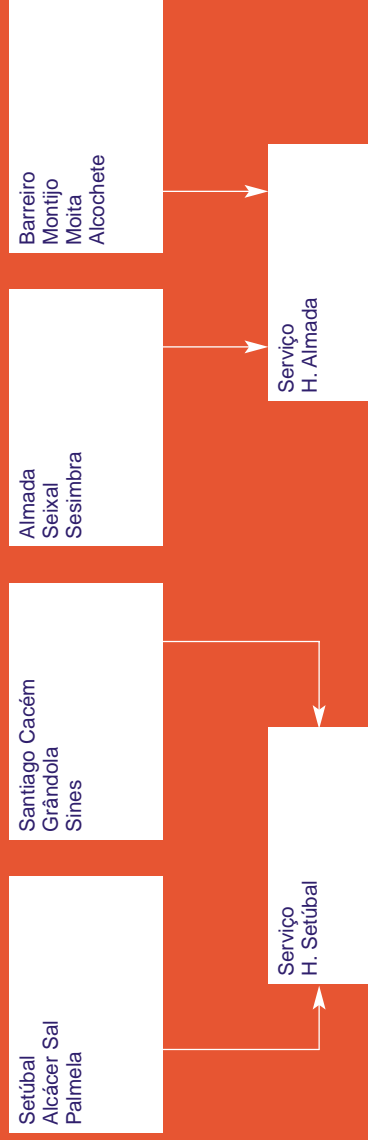 Setúbal
Alcácer Sal
Palmela
Santiago Cacém
Grândola
Sines
Almada
Seixal
Sesimbra
Barreiro
Montijo
Moita
Alcochete
Serviço
H. Setúbal
Serviço
H. Almada